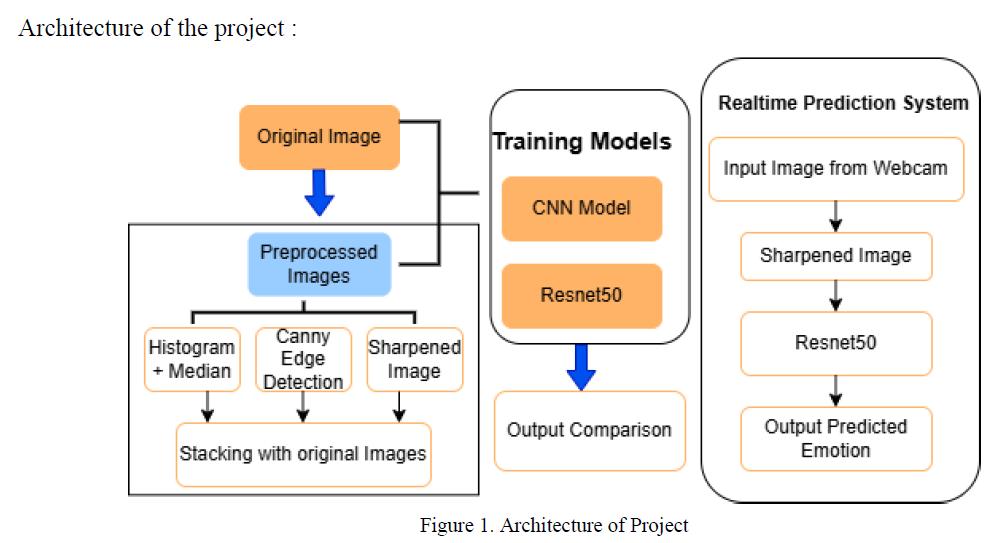 Architecture of the project :
Original Image
Preprocessed
Images
Histogram
+ Median
Canny
Edge
Detection
Sharpened
Image
Stacking with original Images
Training Models
CNN Model
Resnet50
Output Comparison
Realtime Prediction System
Input Image from Webcam
Sharpened Image
Resnet50
Output Predicted
Emotion
Figure 1. Architecture of Project